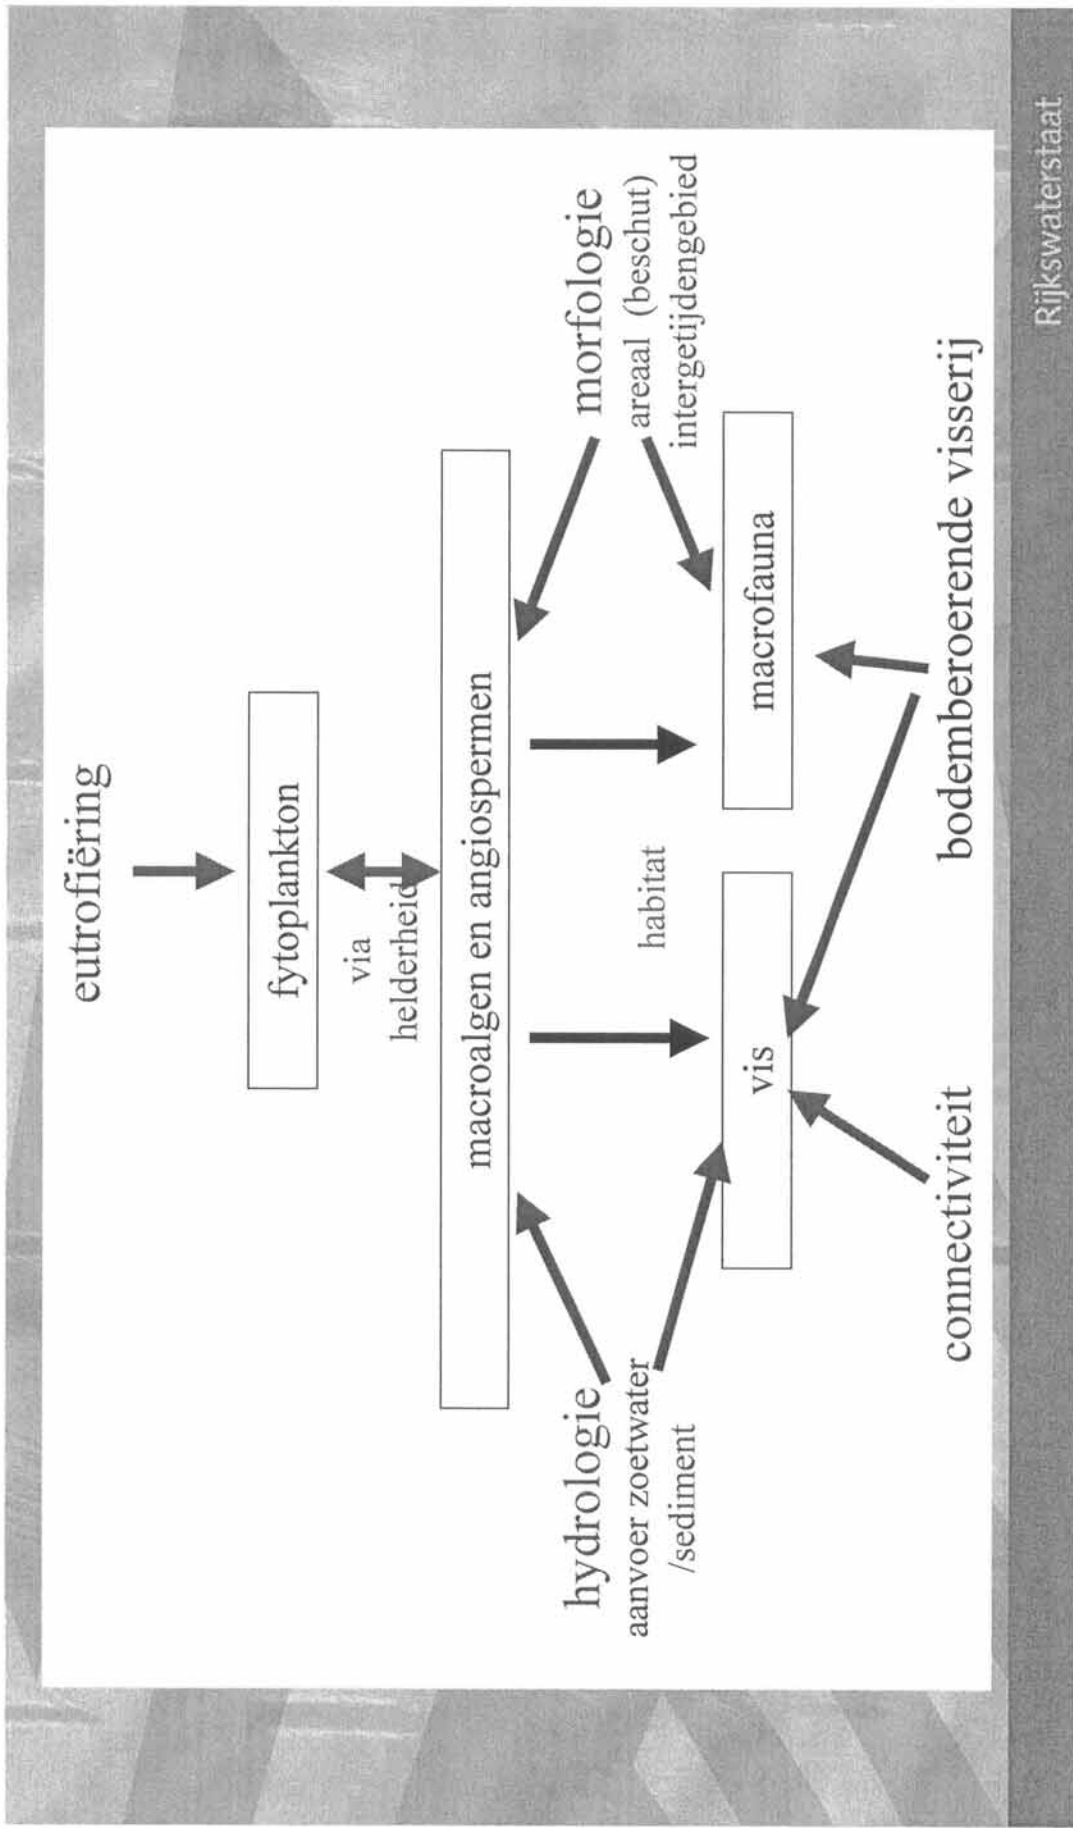 eutrofiëring
fytoplankton
via
helderheid
macroalgen en angiospermen
hydrologie
aanvoer zoetwater
/sediment
morfologie
areaal (beschut)
intergetijdengebied
habitat
vis
macrofauna
connectiviteit
bodemberoerende visserij
Rijkswaterstaat